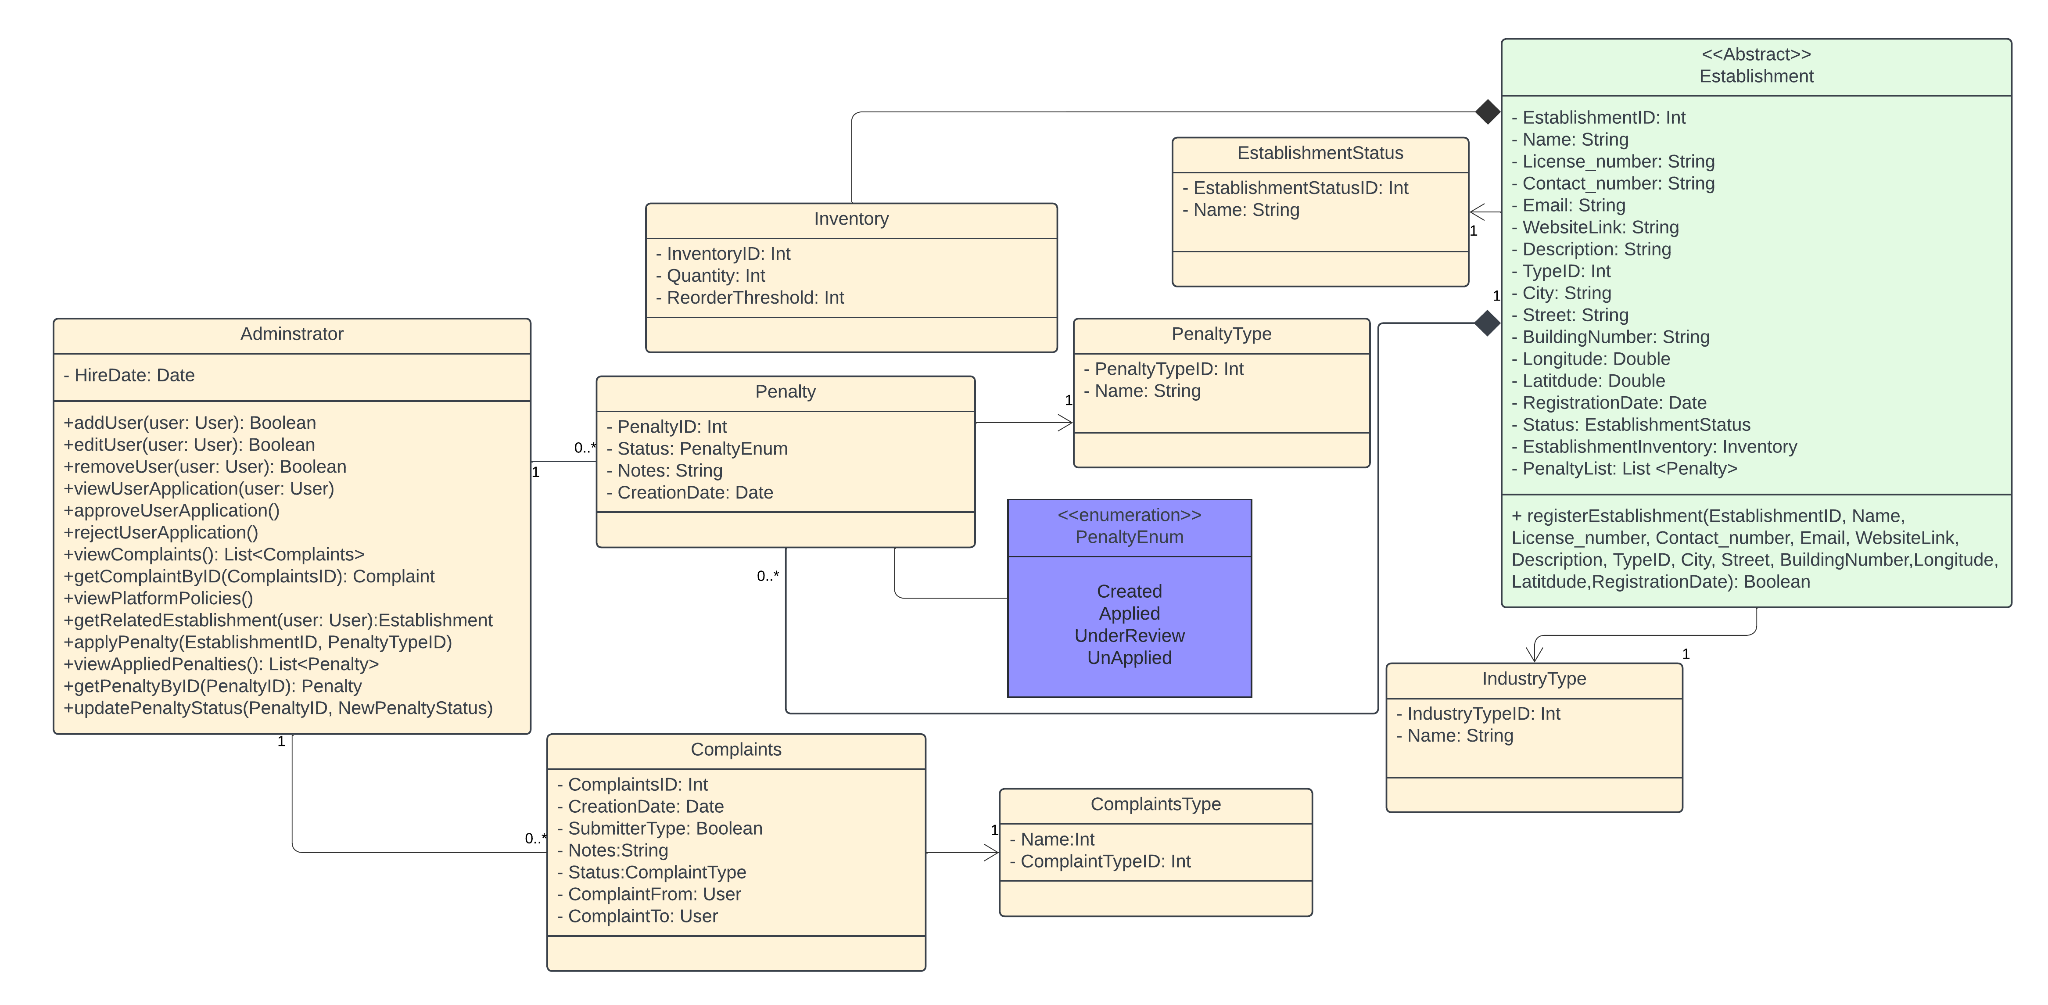 <<Abstract>>
Establishment
- EstablishmentID: Int
- Name: String
- License_number: String
- Contact_number: String
- Email: String
- WebsiteLink: String
- Description: String
- TypeID: Int
- City: String
- Street: String
- BuildingNumber: String
- Longitude: Double
- Latitdude: Double
- RegistrationDate: Date
- Status: EstablishmentStatus
- EstablishmentInventory: Inventory
- PenaltyList: List <Penalty>
+ registerEstablishment(EstablishmentID, Name,
License_number, Contact_number, Email, WebsiteLink,
Description, TypeID, City, Street, BuildingNumber,Longitude,
Latitdude,RegistrationDate): Boolean
EstablishmentStatus
- EstablishmentStatusID: Int
- Name: String
1
1
Inventory
- InventoryID: Int
- Quantity: Int
- ReorderThreshold: Int
Adminstrator
- HireDate: Date
+addUser(user: User): Boolean
+editUser(user: User): Boolean
+removeUser(user: User): Boolean
+viewUserApplication(user: User)
+approveUserApplication()
+rejectUserApplication()
+viewComplaints(): List<Complaints>
+getComplaintByID(ComplaintsID): Complaint
+viewPlatformPolicies()
+getRelatedEstablishment(user: User):Establishment
+applyPenalty(EstablishmentID, PenaltyTypeID)
+viewAppliedPenalties(): List<Penalty>
+getPenaltyByID(PenaltyID): Penalty
+updatePenaltyStatus(PenaltyID, NewPenaltyStatus)
0..*
1
Penalty
- PenaltyID: Int
- Status: PenaltyEnum
- Notes: String
- CreationDate: Date
0..*
1
PenaltyType
- PenaltyTypeID: Int
- Name: String
<<enumeration>>
PenaltyEnum
Created
Applied
UnderReview
UnApplied
1
IndustryType
- IndustryTypeID: Int
- Name: String
1
0..*
Complaints
- ComplaintsID: Int
- CreationDate: Date
- SubmitterType: Boolean
- Notes:String
- Status:ComplaintType
- ComplaintFrom: User
- ComplaintTo: User
1
ComplaintsType
- Name:Int
- ComplaintTypeID: Int